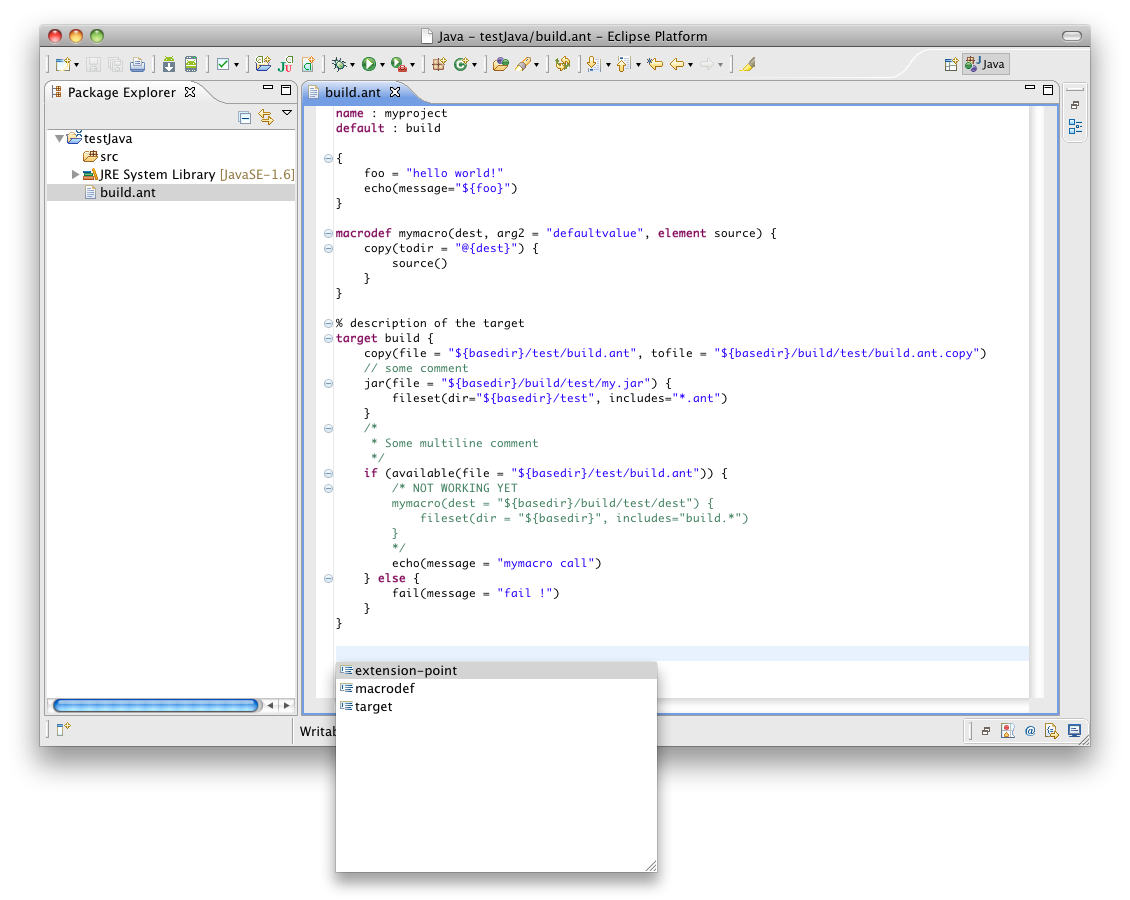 Java – testJava/build.ant – Eclipse Platform
Java
Package Explorer
testJava
src
JRE System Library [JavaSE-1.6]
build.ant
build.ant
name : myproject
default : build
{
foo = "hello world!"
echo(message="${foo}")
}
macrodef mymacro(dest, arg2 = "defaultvalue", element source) {
copy(todir = "@{dest}") {
source()
}
}
% description of the target
target build {
copy(file = "${basedir}/test/build.ant", tofile = "${basedir}/build/test/build.ant.copy")
// some comment
jar(file = "${basedir}/build/test/my.jar") {
fileset(dir="${basedir}/test", includes="*.ant")
}
/*
* Some multiline comment
*/
if (available(file = "${basedir}/test/build.ant")) {
/* NOT WORKING YET
mymacro(dest = "${basedir}/build/test/dest") {
fileset(dir = "${basedir}", includes="build.*")
}
*/
echo(message = "mymacro call")
} else {
fail(message = "fail !")
}
}
extension-point
macrodef
target
Writab